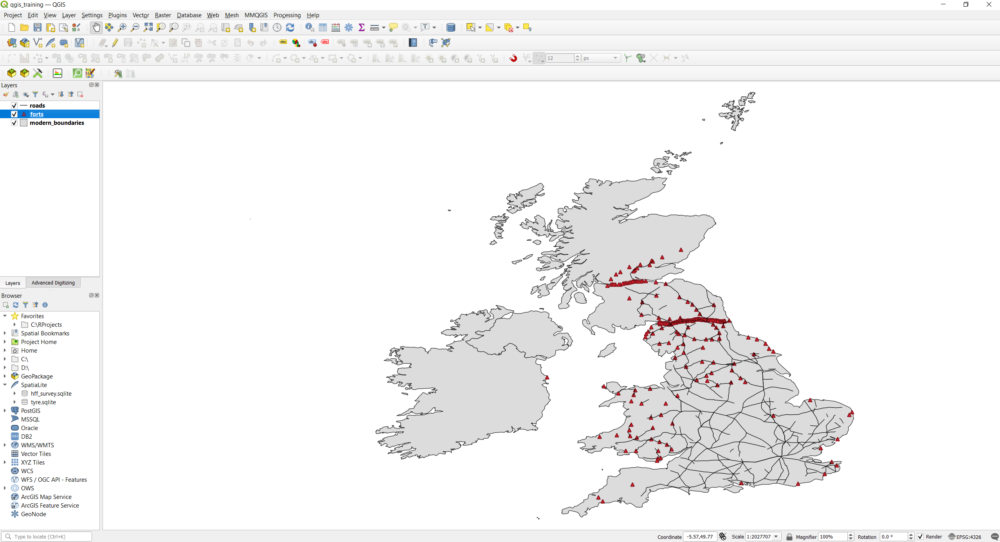 qgis_training — QGIS
Project Edit View Layer Settings Plugins Vector Raster Database Web Mesh MMQGIS Processing Help
12 px
Layers
roads
forts
modern_boundaries
Layers Advanced Digitizing
Browser
Favorites
C:\RProjects
Spatial Bookmarks
Project Home
Home
C:\
D:\
GeoPackage
SpatiaLite
hff_survey.sqlite
tyre.sqlite
PostGIS
MSSQL
Oracle
DB2
WMS/WMTS
Vector Tiles
XYZ Tiles
WCS
WFS / OGC API - Features
OWS
ArcGIS Map Service
ArcGIS Feature Service
GeoNode
Type to locate (Ctrl+K) Coordinate -5.57,49.77 Scale 1:2027707 Magnifier 100% Rotation 0.0 ° Render EPSG:4326